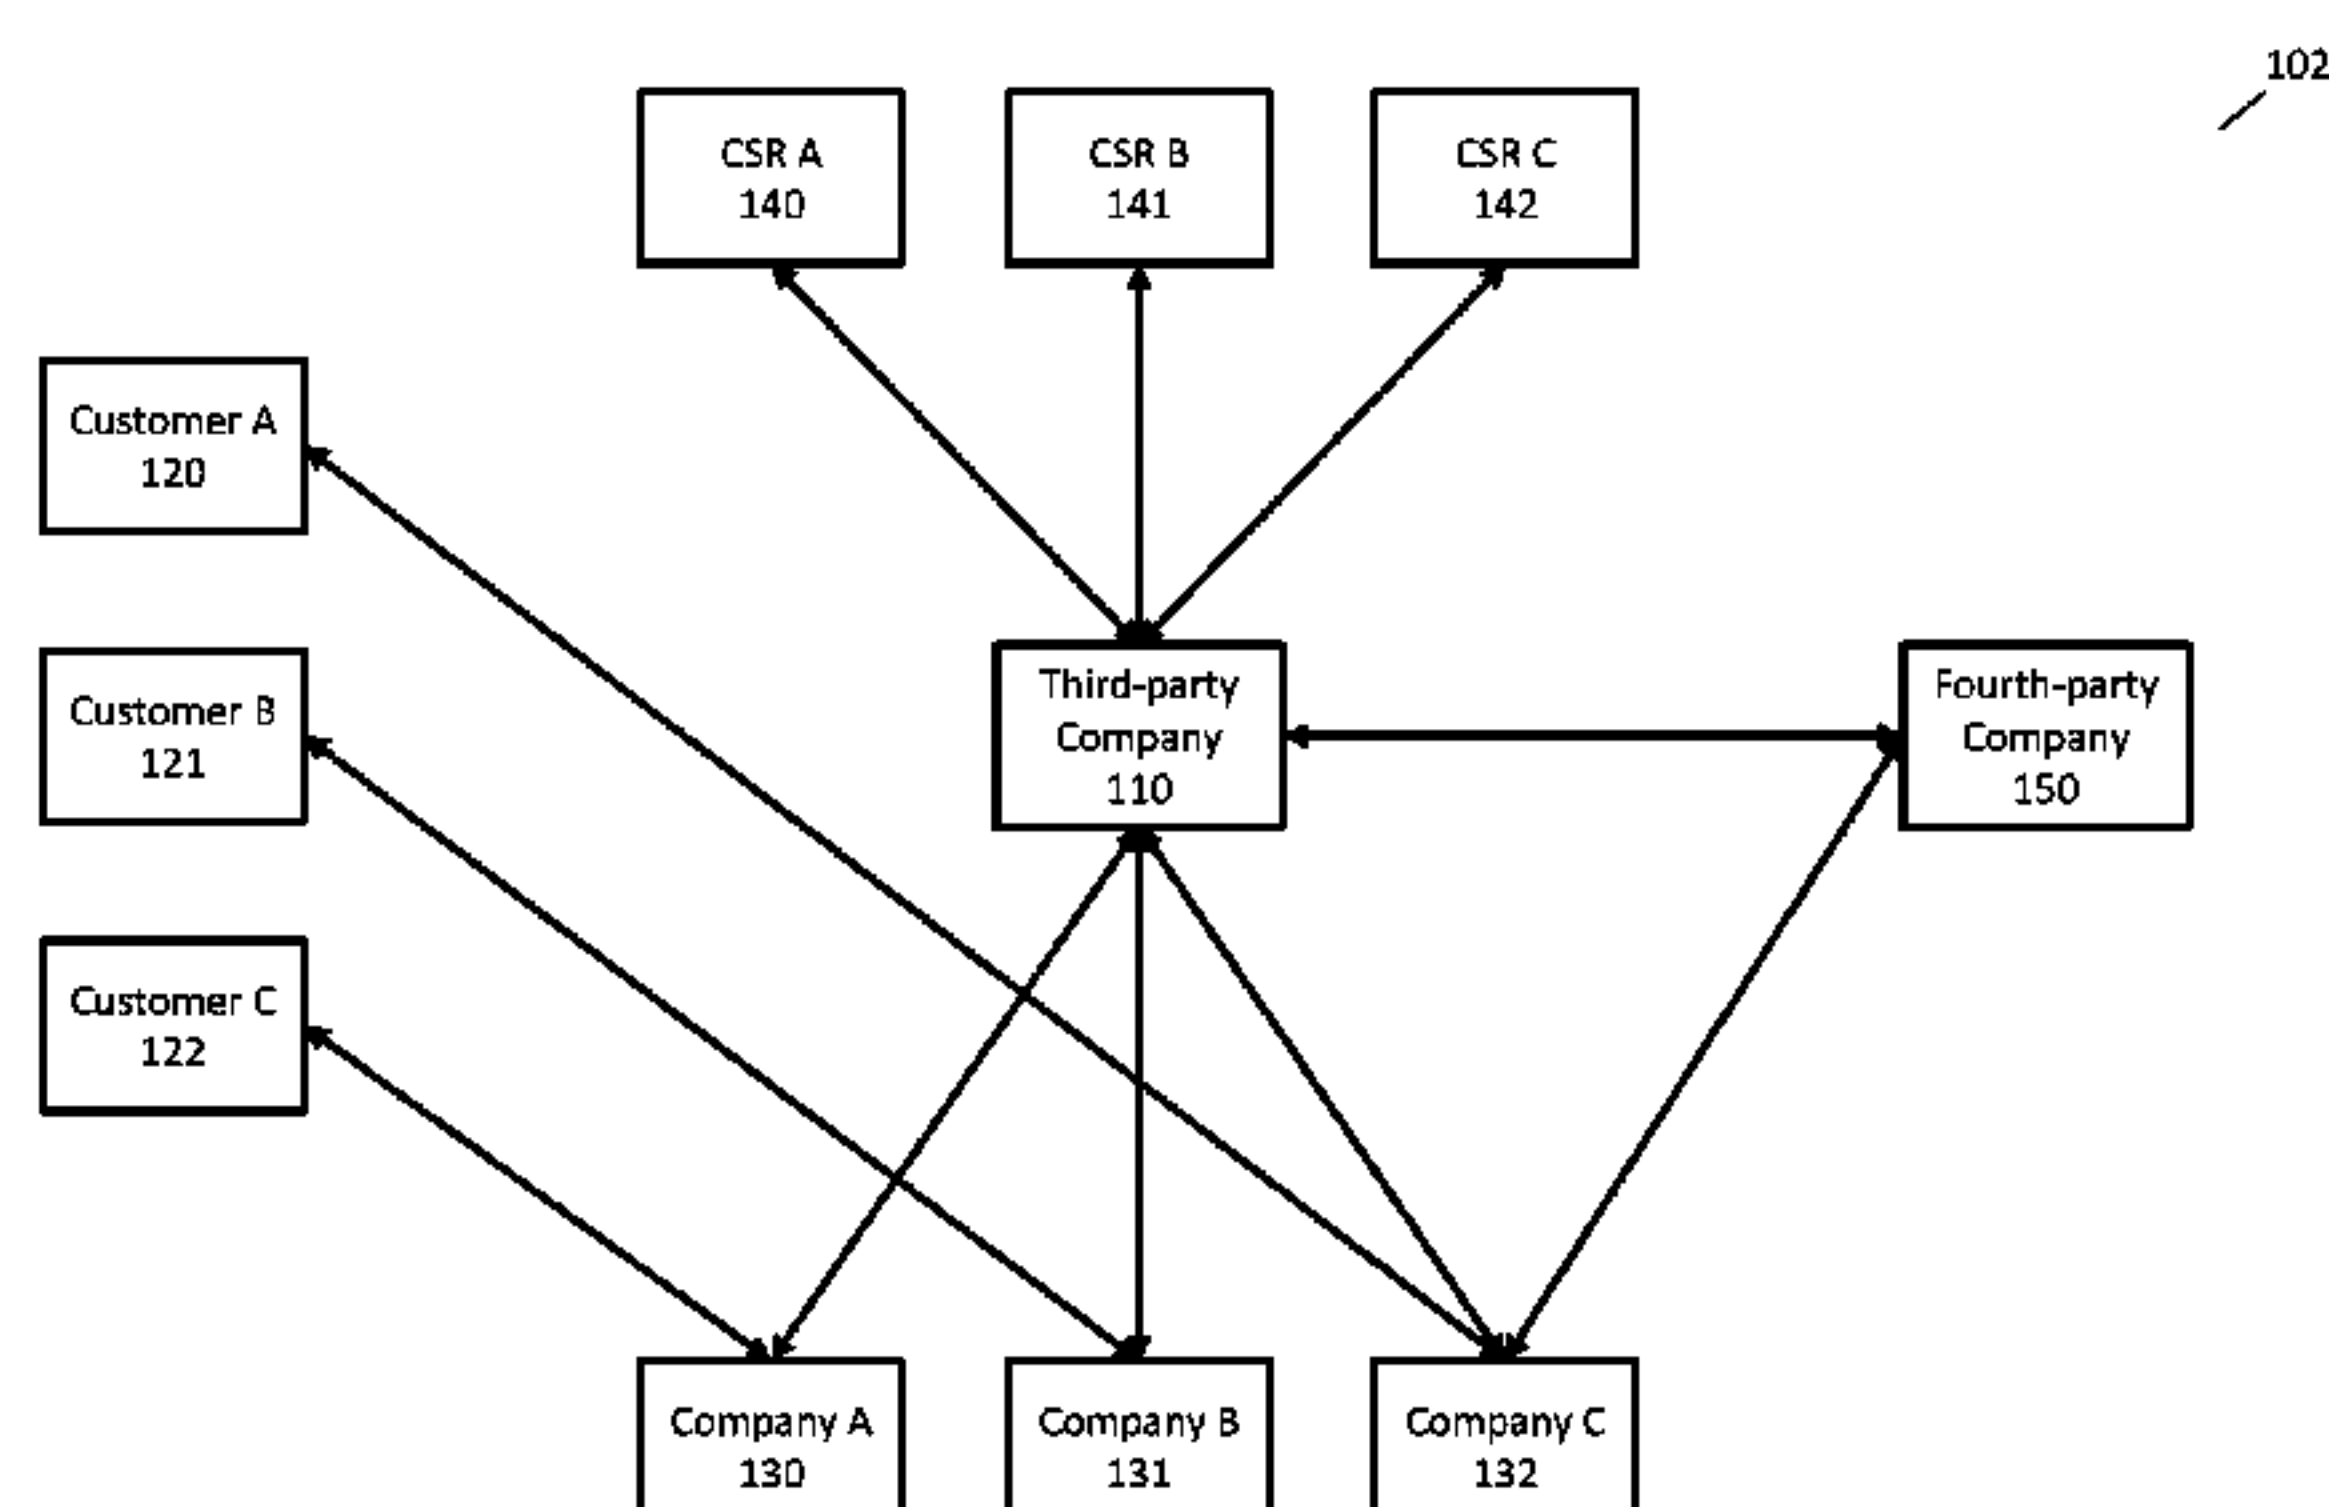 102
CSR A
140
CSR B
141
CSR C
142
Customer A
120
Customer B
121
Customer C
122
Third-party
Company
110
Fourth-party
Company
150
Company A
130
Company B
131
Company C
132